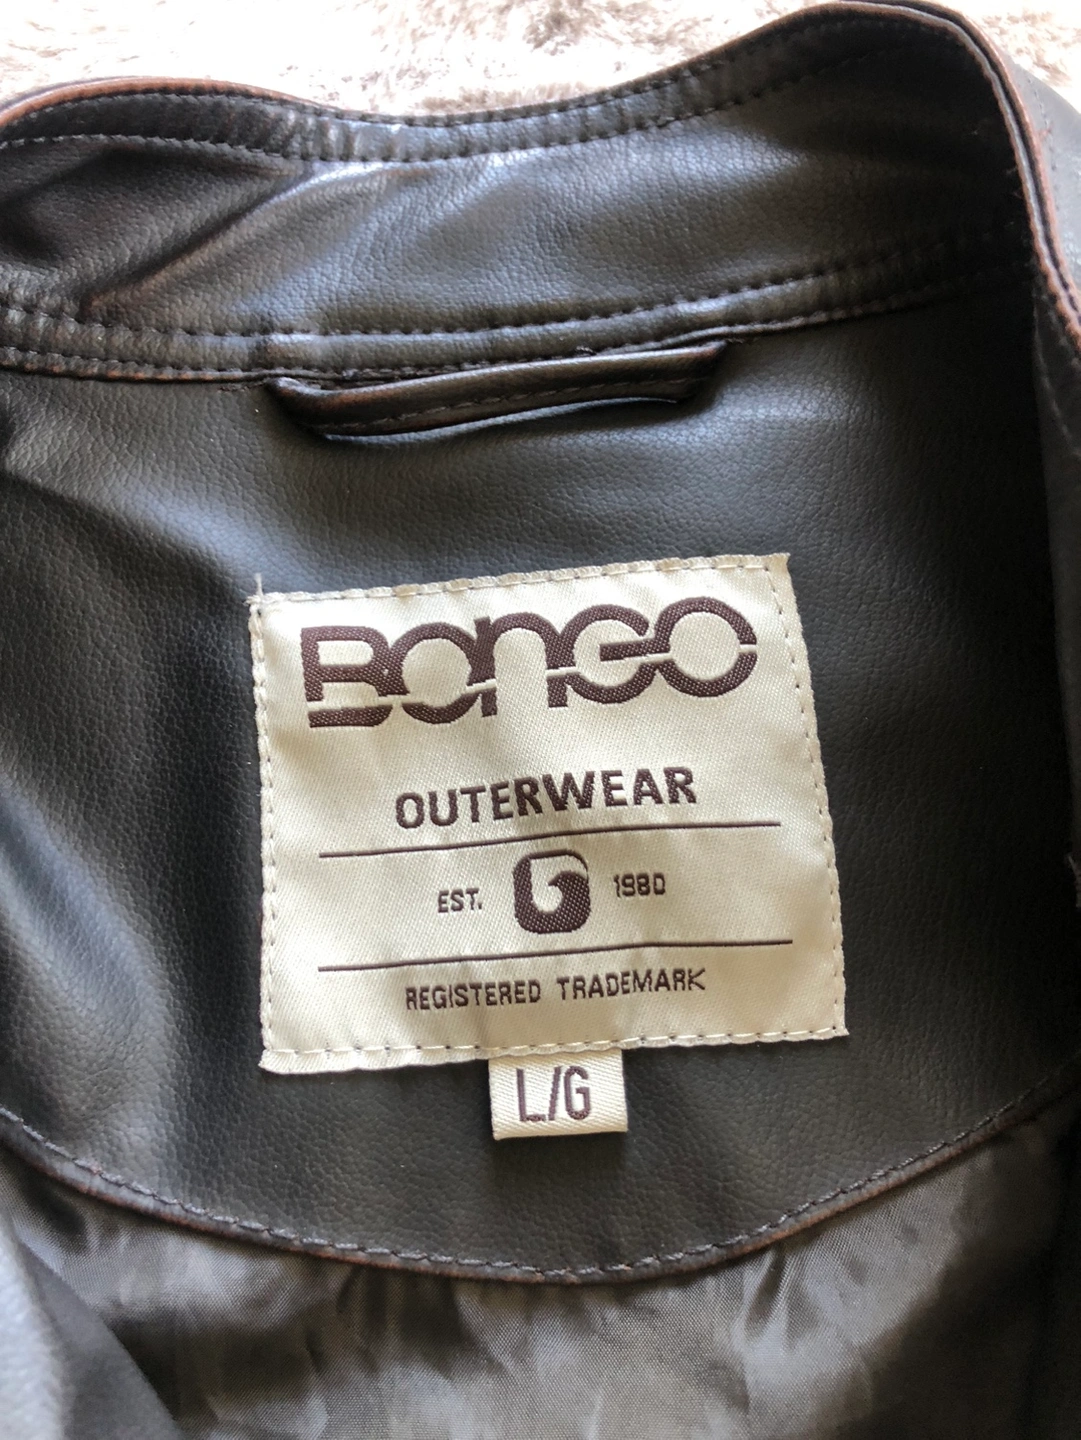 BONGO
OUTERWEAR
EST. 1980
REGISTERED TRADEMARK
L/G